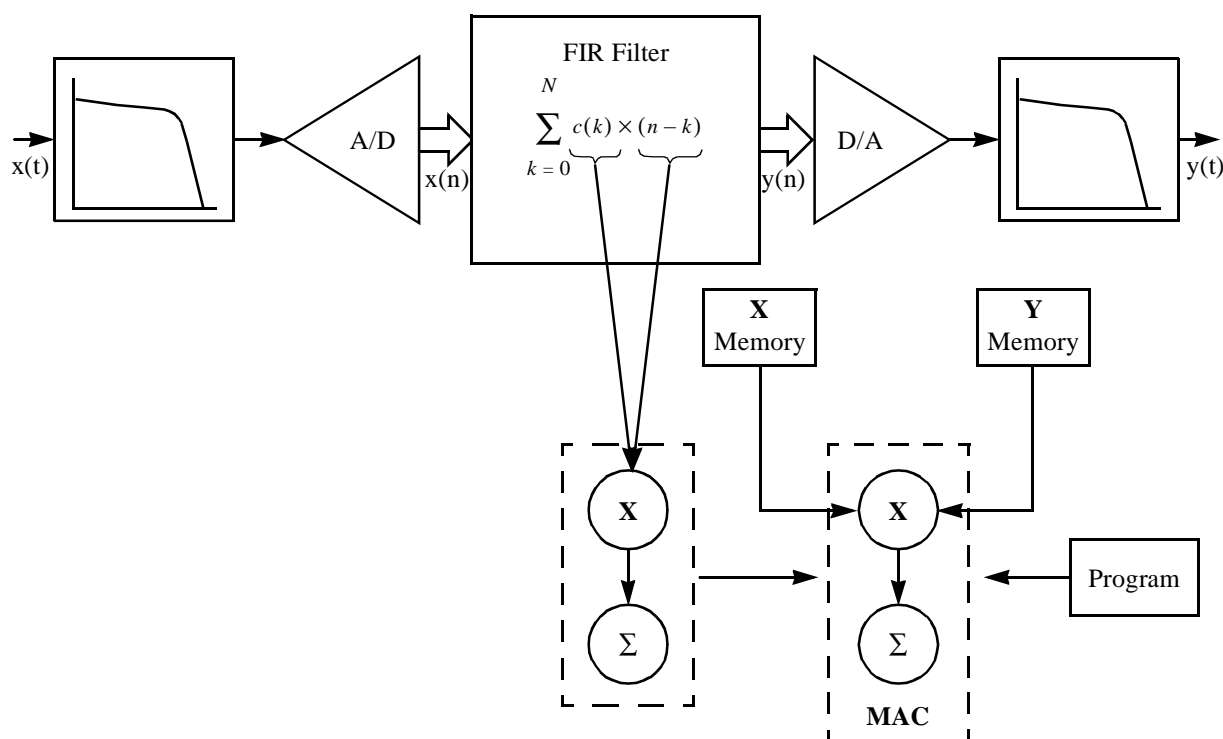 FIR Filter
N
∑ c(k) × (n – k)
k = 0
x(t)
A/D
x(n)
y(n)
D/A
y(t)
X
Memory
Y
Memory
X
Σ
X
Σ
MAC
Program